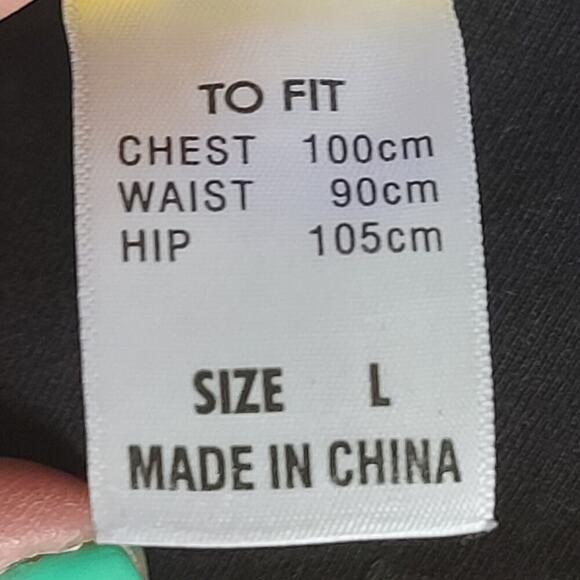 TO FIT
CHEST 100cm
WAIST 90cm
HIP 105cm
SIZE L
MADE IN CHINA